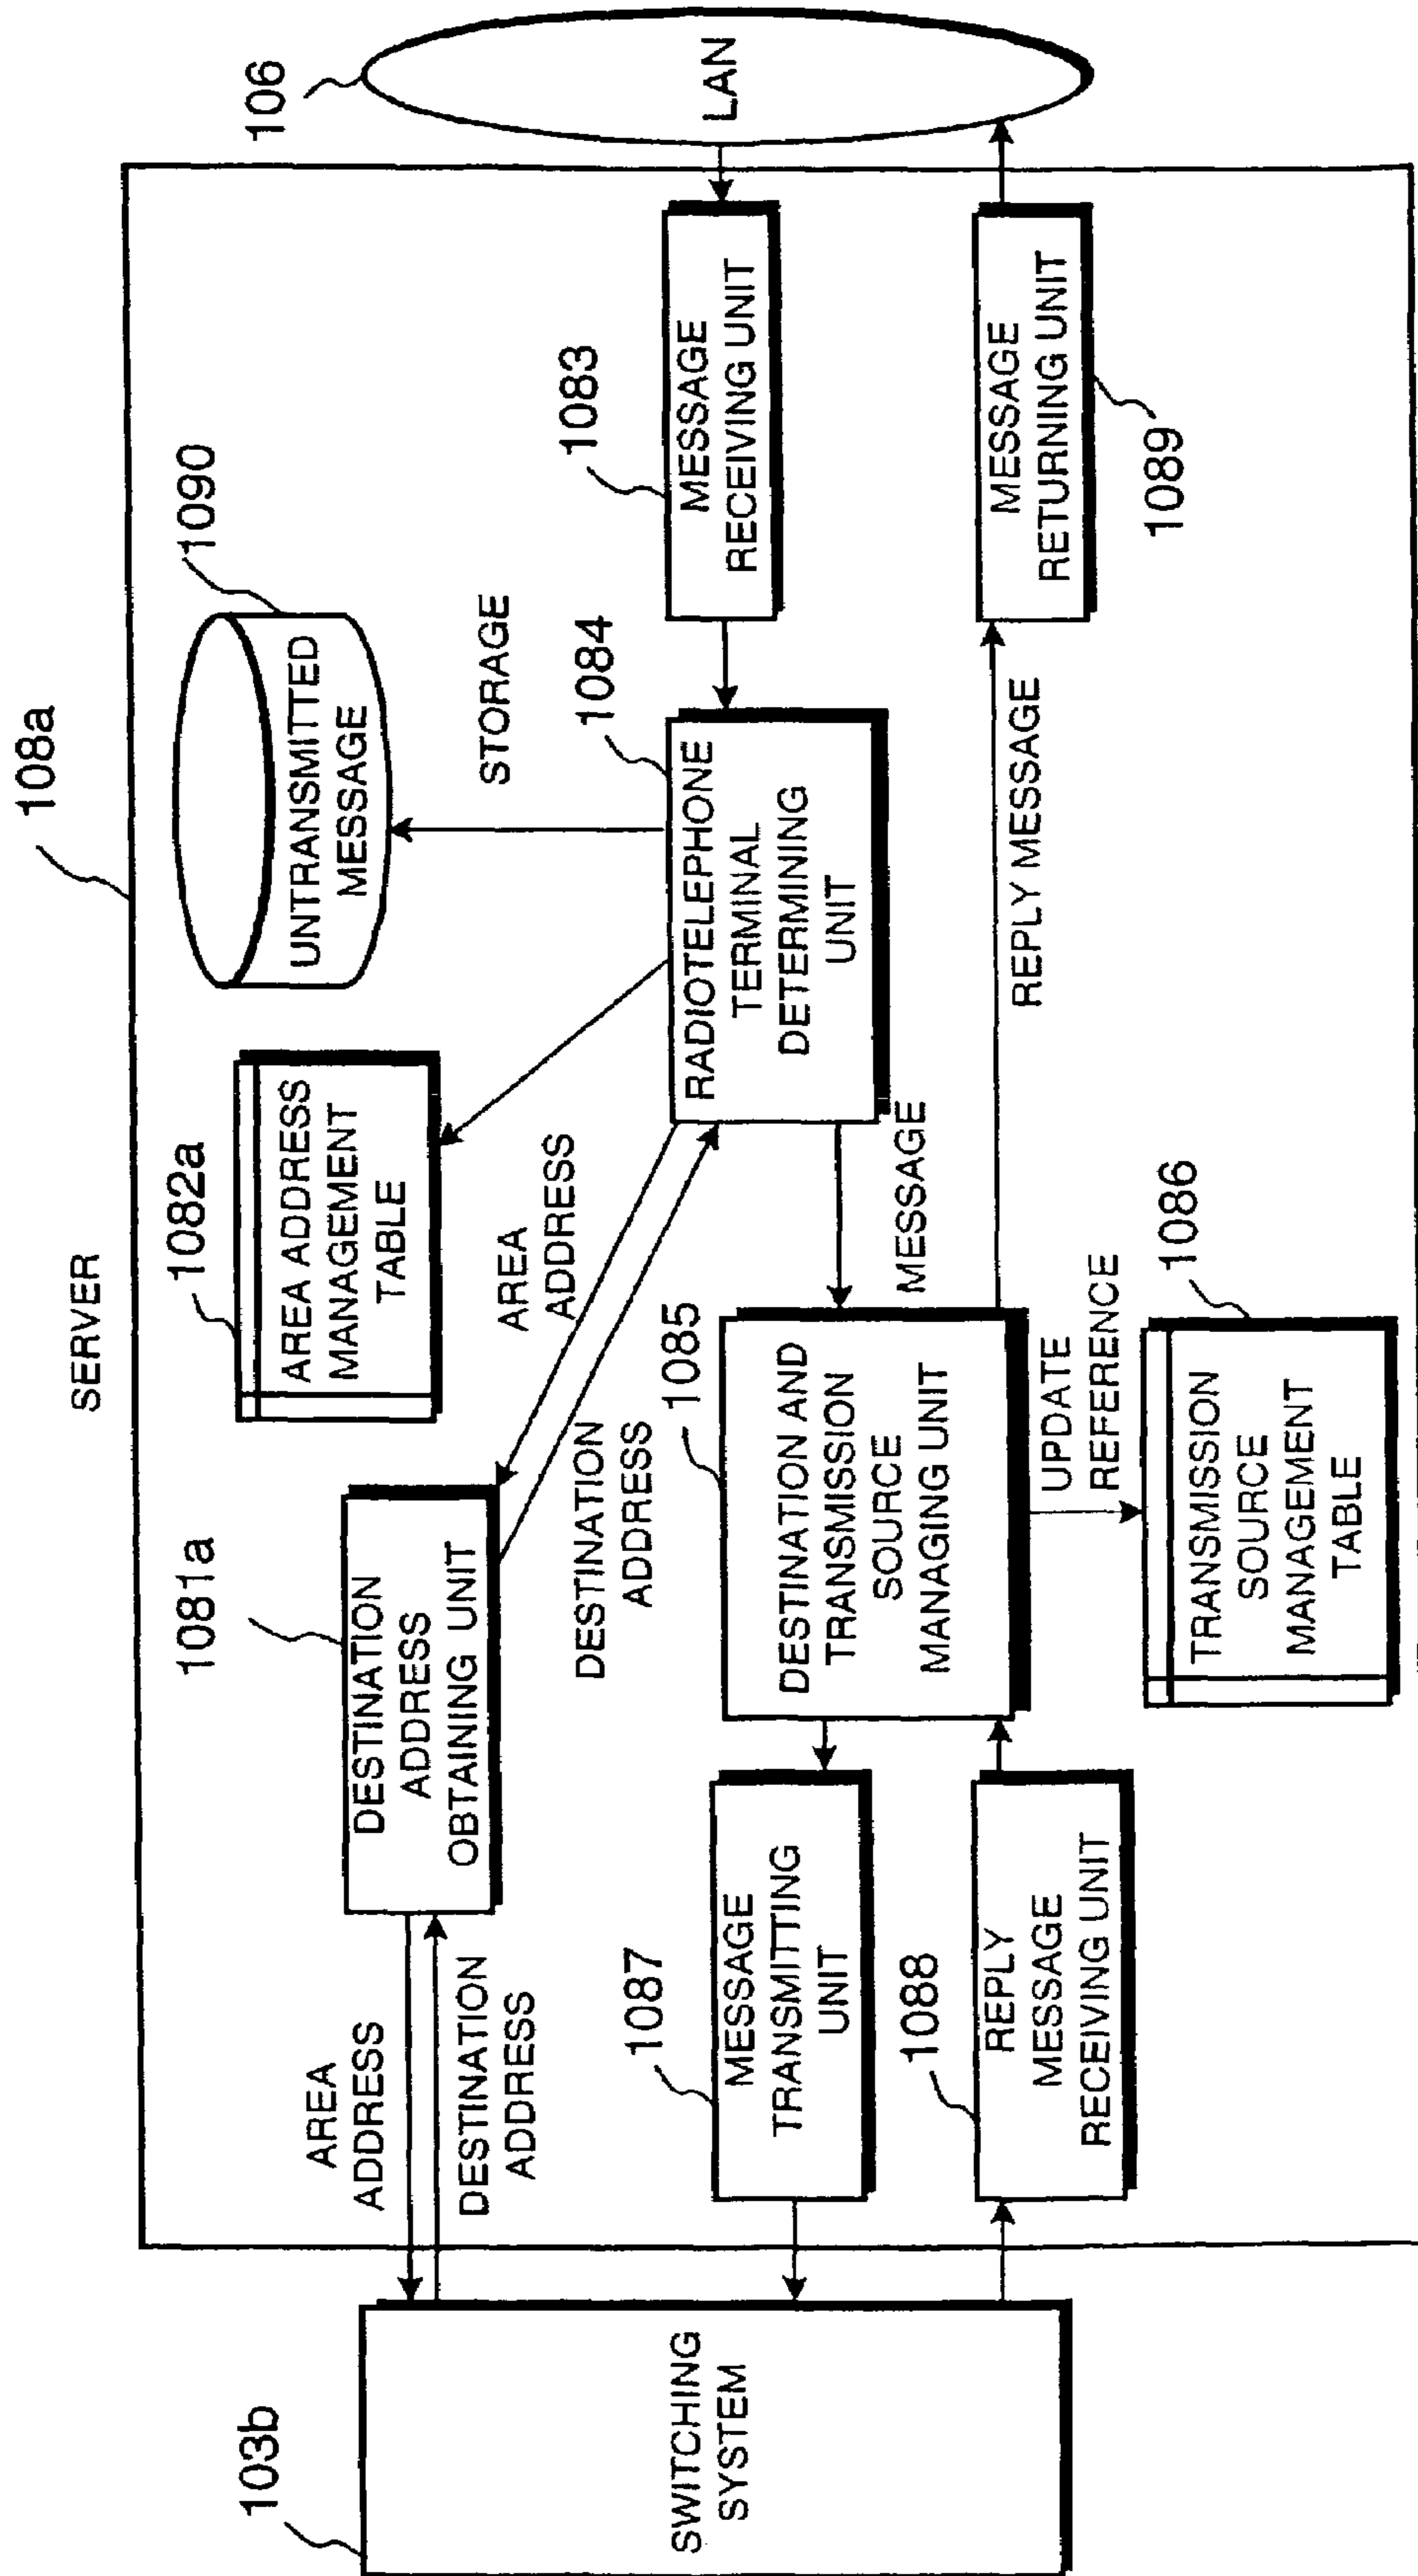 SERVER
108a
106
LAN
1090
UNTRANSMITTED
MESSAGE
STORAGE
1082a
AREA ADDRESS
MANAGEMENT
TABLE
1081a
DESTINATION
ADDRESS
OBTAINING UNIT
AREA
ADDRESS
DESTINATION
ADDRESS
AREA
ADDRESS
DESTINATION
ADDRESS
1083
MESSAGE
RECEIVING UNIT
1084
RADIOTELEPHONE
TERMINAL
DETERMINING
UNIT
MESSAGE
1085
DESTINATION AND
TRANSMISSION
SOURCE
MANAGING UNIT
1087
MESSAGE
TRANSMITTING
UNIT
1088
REPLY
MESSAGE
RECEIVING UNIT
REPLY MESSAGE
MESSAGE
RETURNING UNIT
1089
UPDATE
REFERENCE
1086
TRANSMISSION
SOURCE
MANAGEMENT
TABLE
103b
SWITCHING
SYSTEM